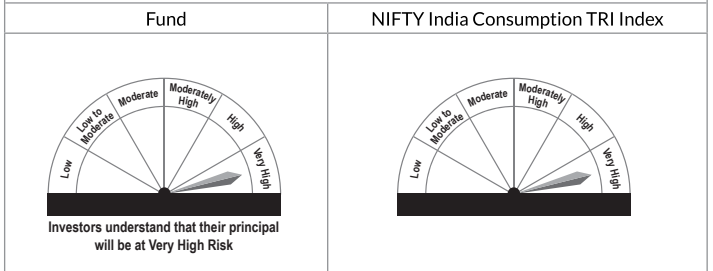 Fund
NIFTY India Consumption TRI Index
Low
Low to
Moderate
Moderate
Moderately
High
High
Very High
Investors understand that their principal
will be at Very High Risk
Low
Low to
Moderate
Moderate
Moderately
High
High
Very High